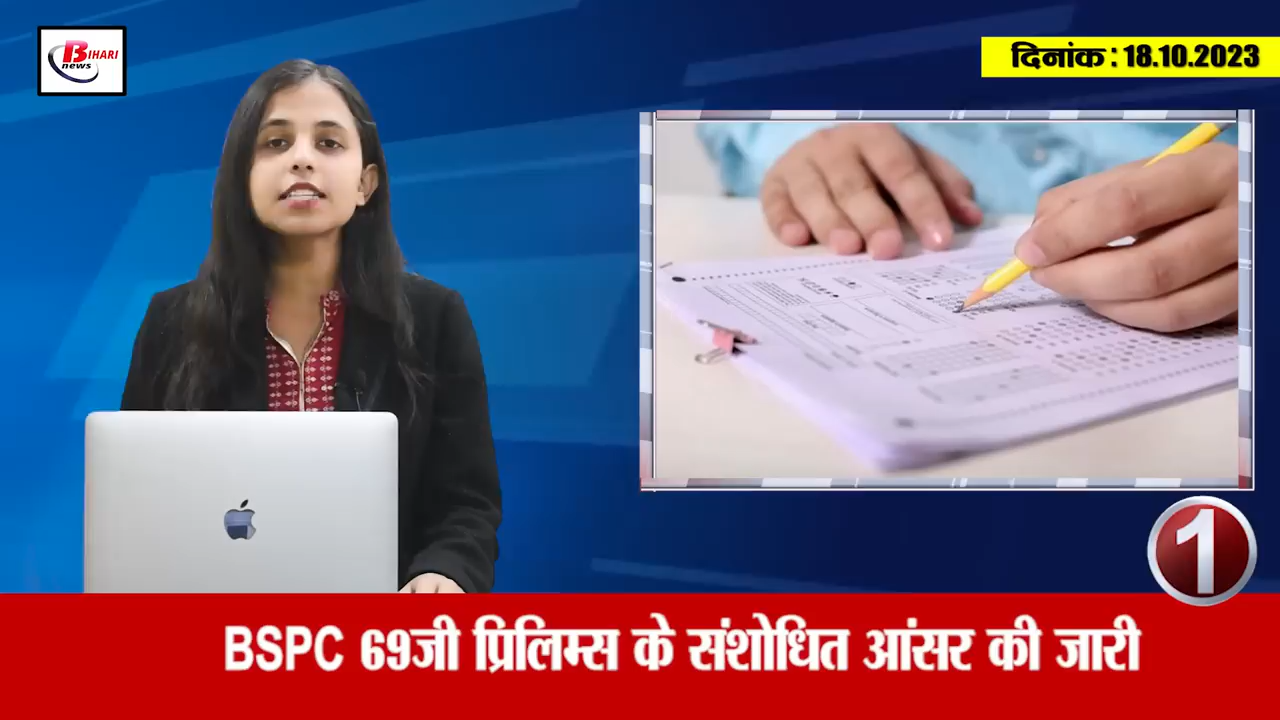 BIHARI
news
दिनांक : 18.10.2023
1
BSPC 69जी प्रिलिम्स के संशोधित आंसर की जारी